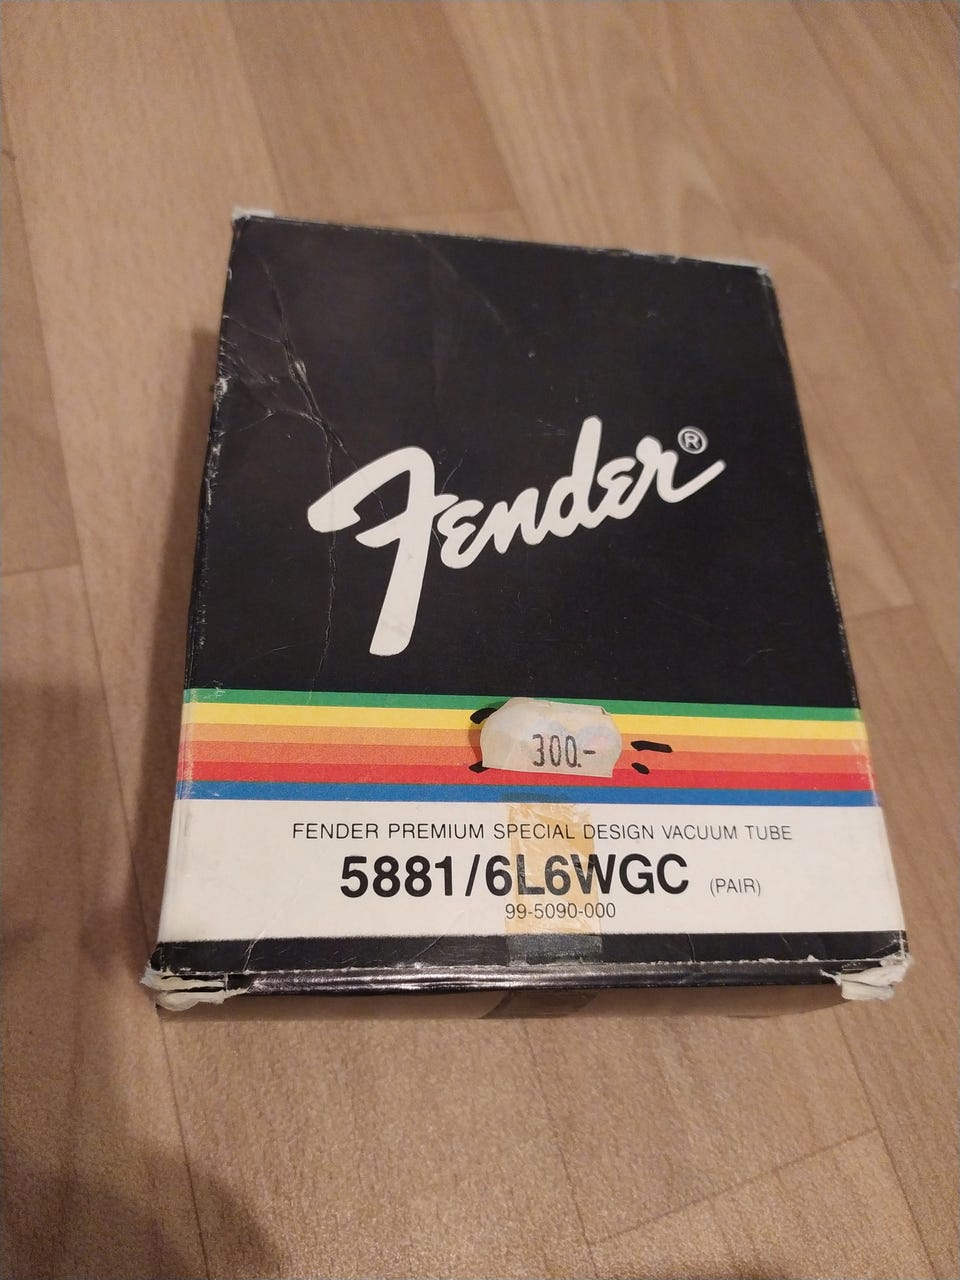 Fender®
300.-
FENDER PREMIUM SPECIAL DESIGN VACUUM TUBE
5881/6L6WGC (PAIR)
99-5090-000